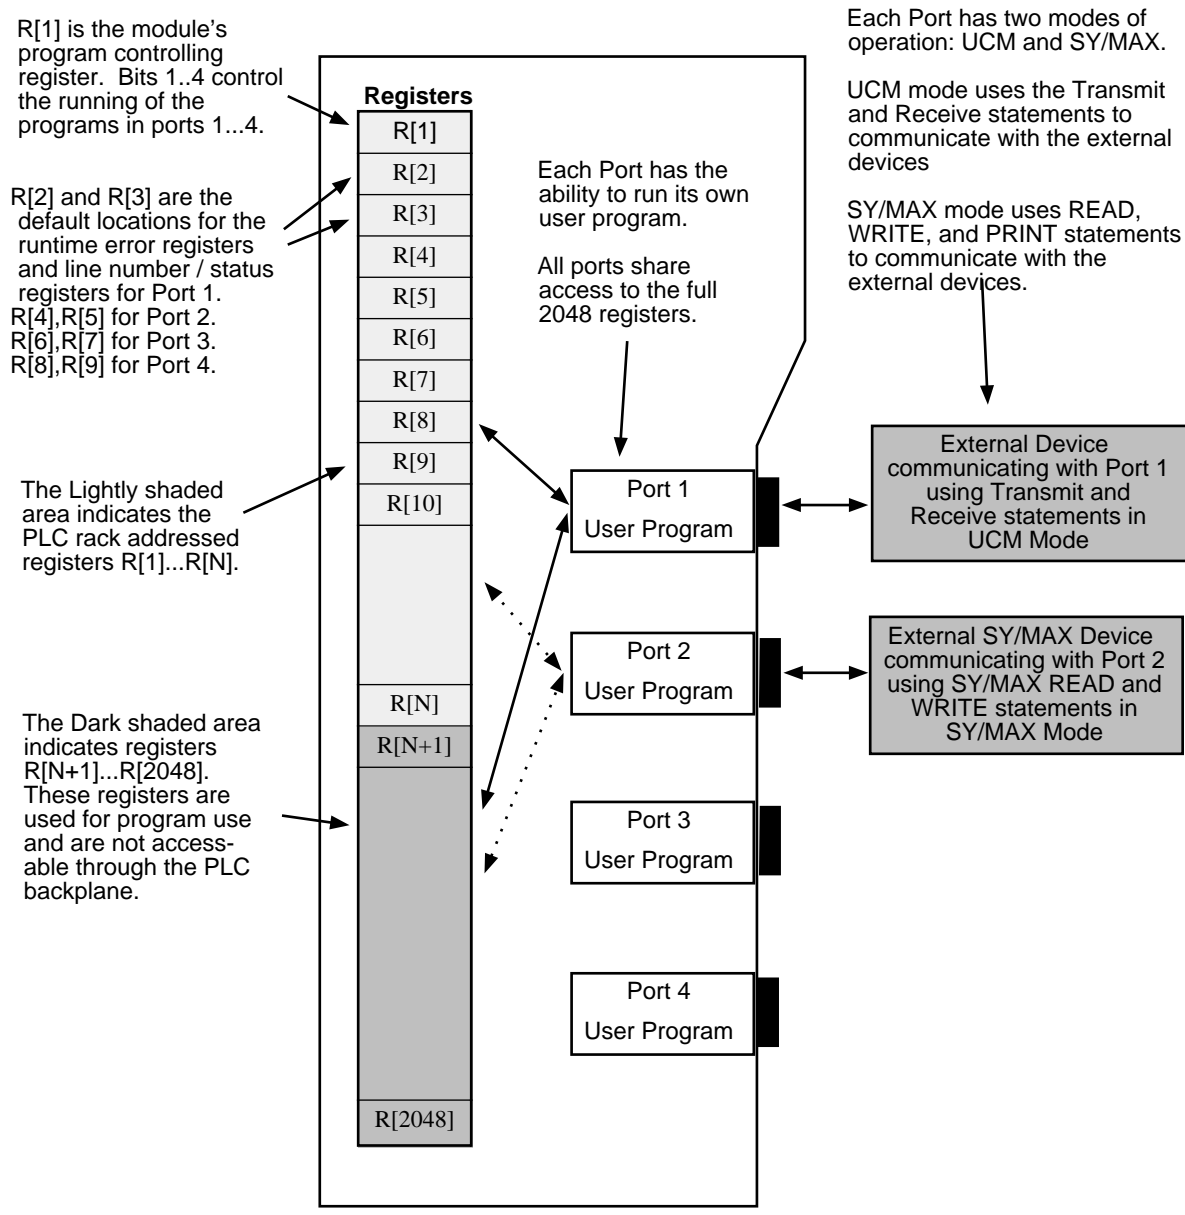 R[1] is the module's
program controlling
register.  Bits 1..4 control
the running of the
programs in ports 1...4.
R[2] and R[3] are the
default locations for the
runtime error registers
and line number / status
registers for Port 1.
R[4],R[5] for Port 2.
R[6],R[7] for Port 3.
R[8],R[9] for Port 4.
The Lightly shaded
area indicates the
PLC rack addressed
registers R[1]...R[N].
The Dark shaded area
indicates registers
R[N+1]...R[2048].
These registers are
used for program use
and are not access-
able through the PLC
backplane.
Registers
R[1]
R[2]
R[3]
R[4]
R[5]
R[6]
R[7]
R[8]
R[9]
R[10]
R[N]
R[N+1]
R[2048]
Each Port has the
ability to run its own
user program.
All ports share
access to the full
2048 registers.
Port 1
User Program
Port 2
User Program
Port 3
User Program
Port 4
User Program
Each Port has two modes of
operation: UCM and SY/MAX.
UCM mode uses the Transmit
and Receive statements to
communicate with the external
devices
SY/MAX mode uses READ,
WRITE, and PRINT statements
to communicate with the
external devices.
External Device
communicating with Port 1
using Transmit and
Receive statements in
UCM Mode
External SY/MAX Device
communicating with Port 2
using SY/MAX READ and
WRITE statements in
SY/MAX Mode